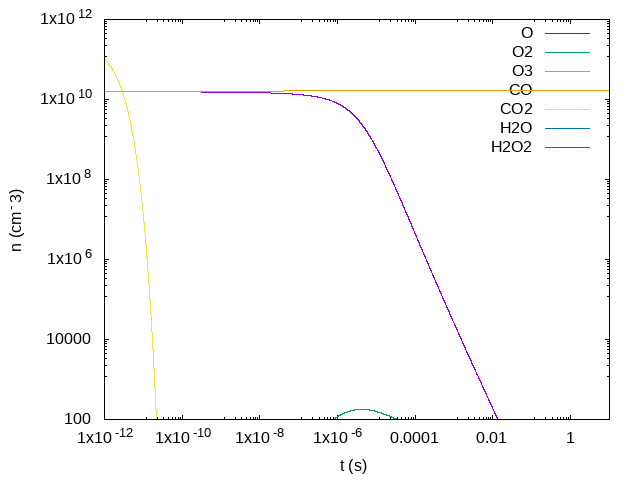 1x10^12
1x10^10
1x10^8
1x10^6
10000
100
n (cm^-3)
O
O2
O3
CO
CO2
H2O
H2O2
1x10^-12
1x10^-10
1x10^-8
1x10^-6
0.0001
0.01
1
t (s)